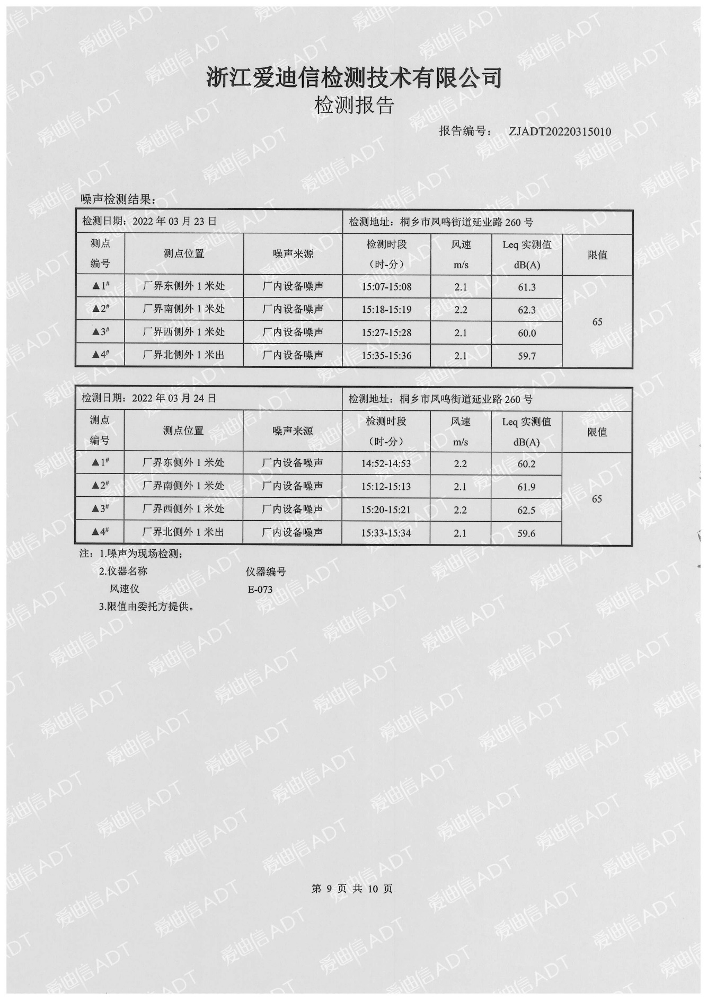 浙江爱迪信检测技术有限公司
检测报告
报告编号： ZJADT20220315010
噪声检测结果：
检测日期：2022 年 03 月 23 日 检测地址：桐乡市凤鸣街道延业路 260 号
测点编号 测点位置 噪声来源 检测时段（时-分） 风速 m/s Leq 实测值 dB(A) 限值
▲1# 厂界东侧外 1 米处 厂内设备噪声 15:07-15:08 2.1 61.3 65
▲2# 厂界南侧外 1 米处 厂内设备噪声 15:18-15:19 2.2 62.3
▲3# 厂界西侧外 1 米处 厂内设备噪声 15:27-15:28 2.1 60.0
▲4# 厂界北侧外 1 米出 厂内设备噪声 15:35-15:36 2.1 59.7
检测日期：2022 年 03 月 24 日 检测地址：桐乡市凤鸣街道延业路 260 号
测点编号 测点位置 噪声来源 检测时段（时-分） 风速 m/s Leq 实测值 dB(A) 限值
▲1# 厂界东侧外 1 米处 厂内设备噪声 14:52-14:53 2.2 60.2 65
▲2# 厂界南侧外 1 米处 厂内设备噪声 15:12-15:13 2.1 61.9
▲3# 厂界西侧外 1 米处 厂内设备噪声 15:20-15:21 2.2 62.5
▲4# 厂界北侧外 1 米出 厂内设备噪声 15:33-15:34 2.1 59.6
注：1.噪声为现场检测；
2.仪器名称 仪器编号
风速仪 E-073
3.限值由委托方提供。
第 9 页 共 10 页
爱迪信 ADT